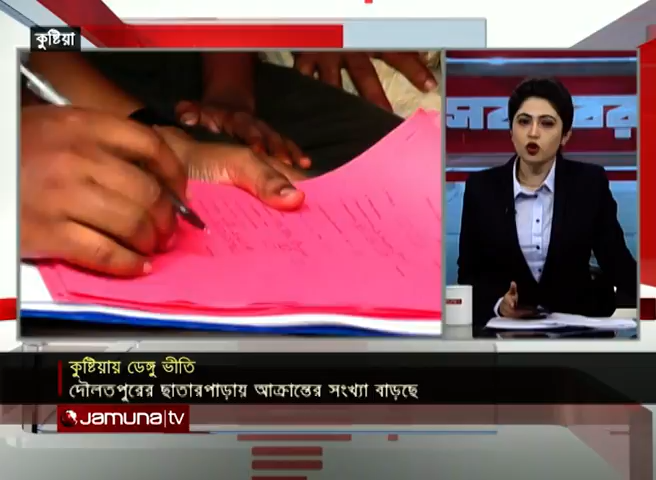 কুষ্টিয়া
কুষ্টিয়ায় ডেঙ্গু ভীতি
দৌলতপুরের ছাতারপাড়ায় আক্রান্তের সংখ্যা বাড়ছে
Jamuna|tv